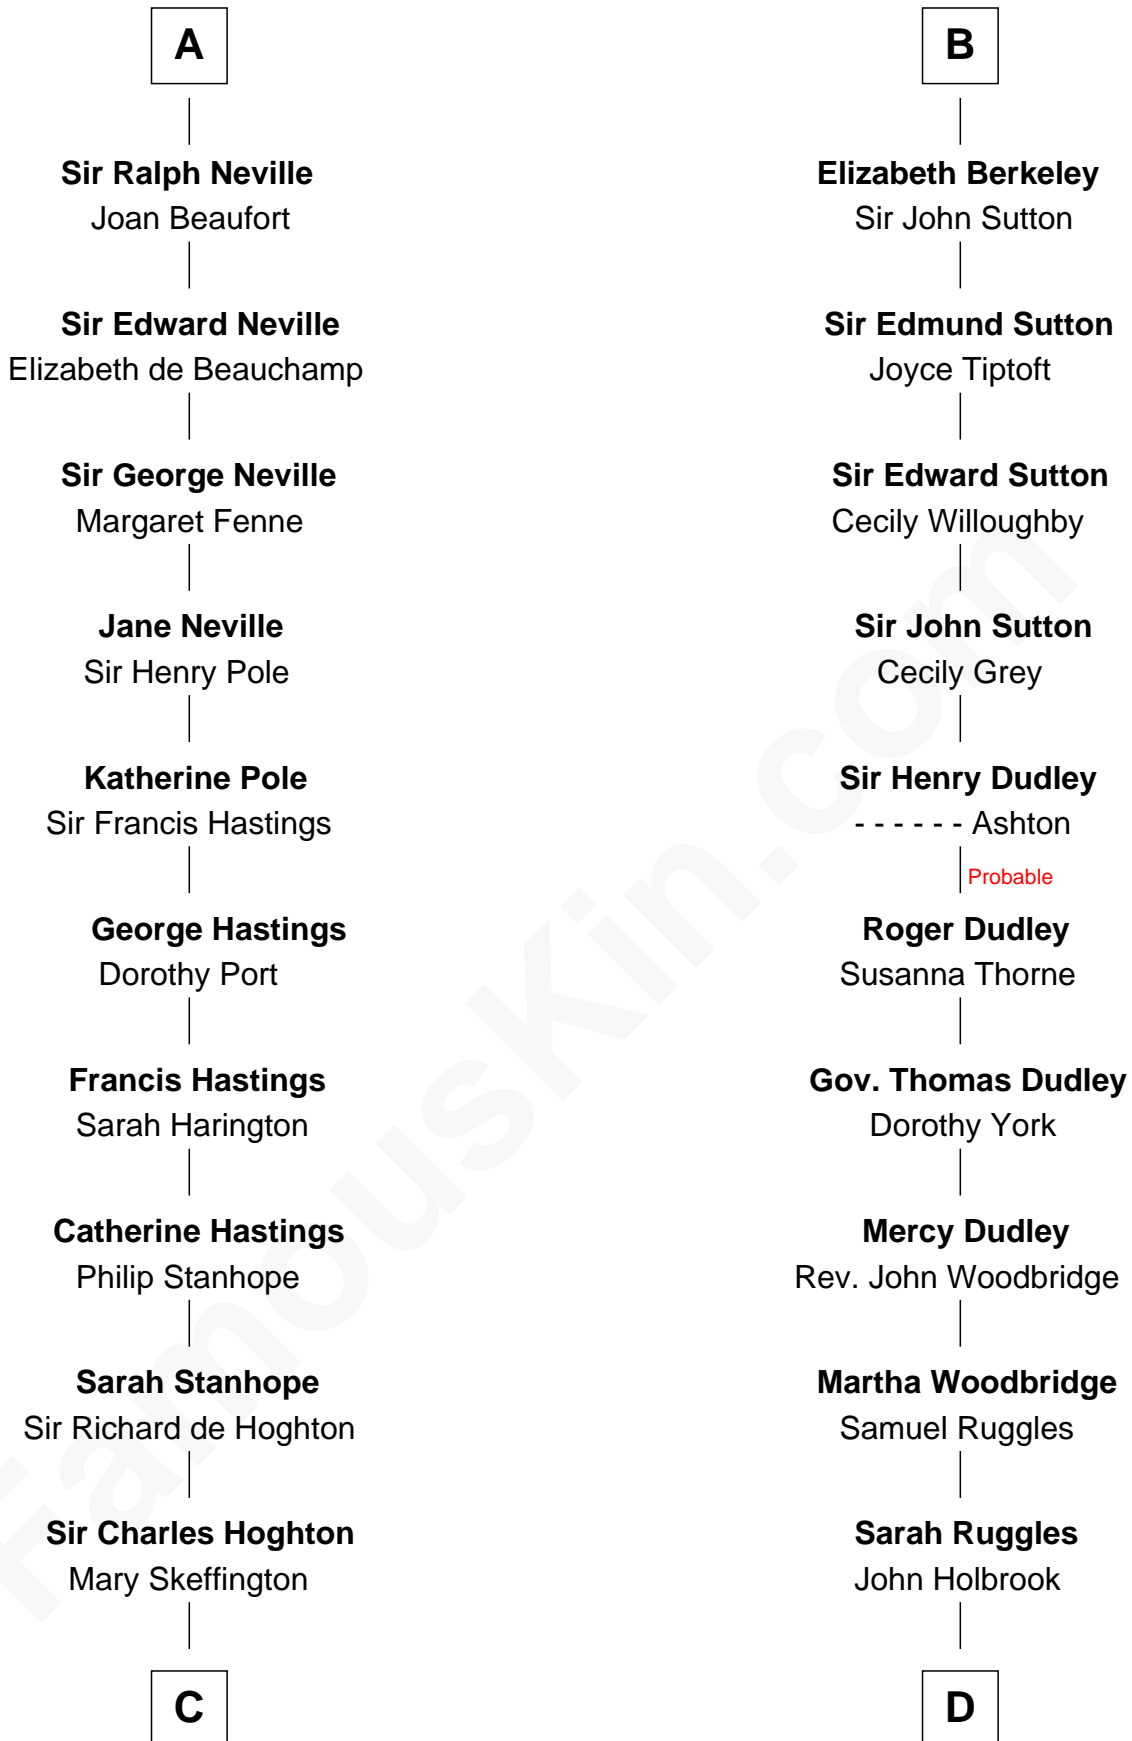 A
Sir Ralph Neville
Joan Beaufort
Sir Edward Neville
Elizabeth de Beauchamp
Sir George Neville
Margaret Fenne
Jane Neville
Sir Henry Pole
Katherine Pole
Sir Francis Hastings
George Hastings
Dorothy Port
Francis Hastings
Sarah Harington
Catherine Hastings
Philip Stanhope
Sarah Stanhope
Sir Richard de Hoghton
Sir Charles Hoghton
Mary Skeffington
C
B
Elizabeth Berkeley
Sir John Sutton
Sir Edmund Sutton
Joyce Tiptoft
Sir Edward Sutton
Cecily Willoughby
Sir John Sutton
Cecily Grey
Sir Henry Dudley
- - - - - - Ashton
Probable
Roger Dudley
Susanna Thorne
Gov. Thomas Dudley
Dorothy York
Mercy Dudley
Rev. John Woodbridge
Martha Woodbridge
Samuel Ruggles
Sarah Ruggles
John Holbrook
D
FamousKin.com